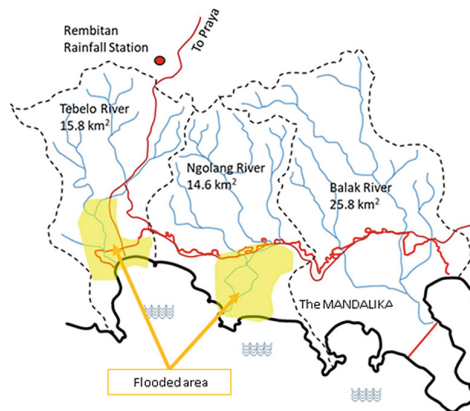 Rembitan
Rainfall Station
To Praya
Tebelo River
15.8 km²
Ngolang River
14.6 km²
Balak River
25.8 km²
The MANDALIKA
Flooded area